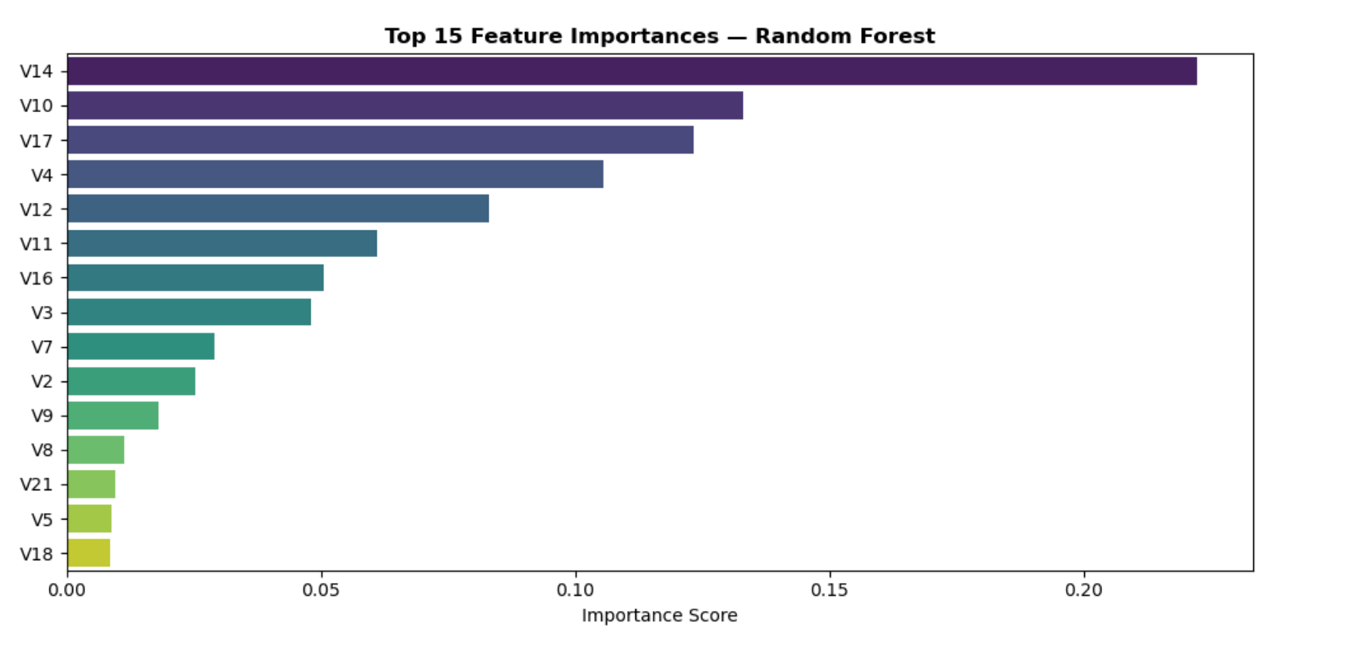 Top 15 Feature Importances — Random Forest
V14
V10
V17
V4
V12
V11
V16
V3
V7
V2
V9
V8
V21
V5
V18
0.00 0.05 0.10 0.15 0.20
Importance Score